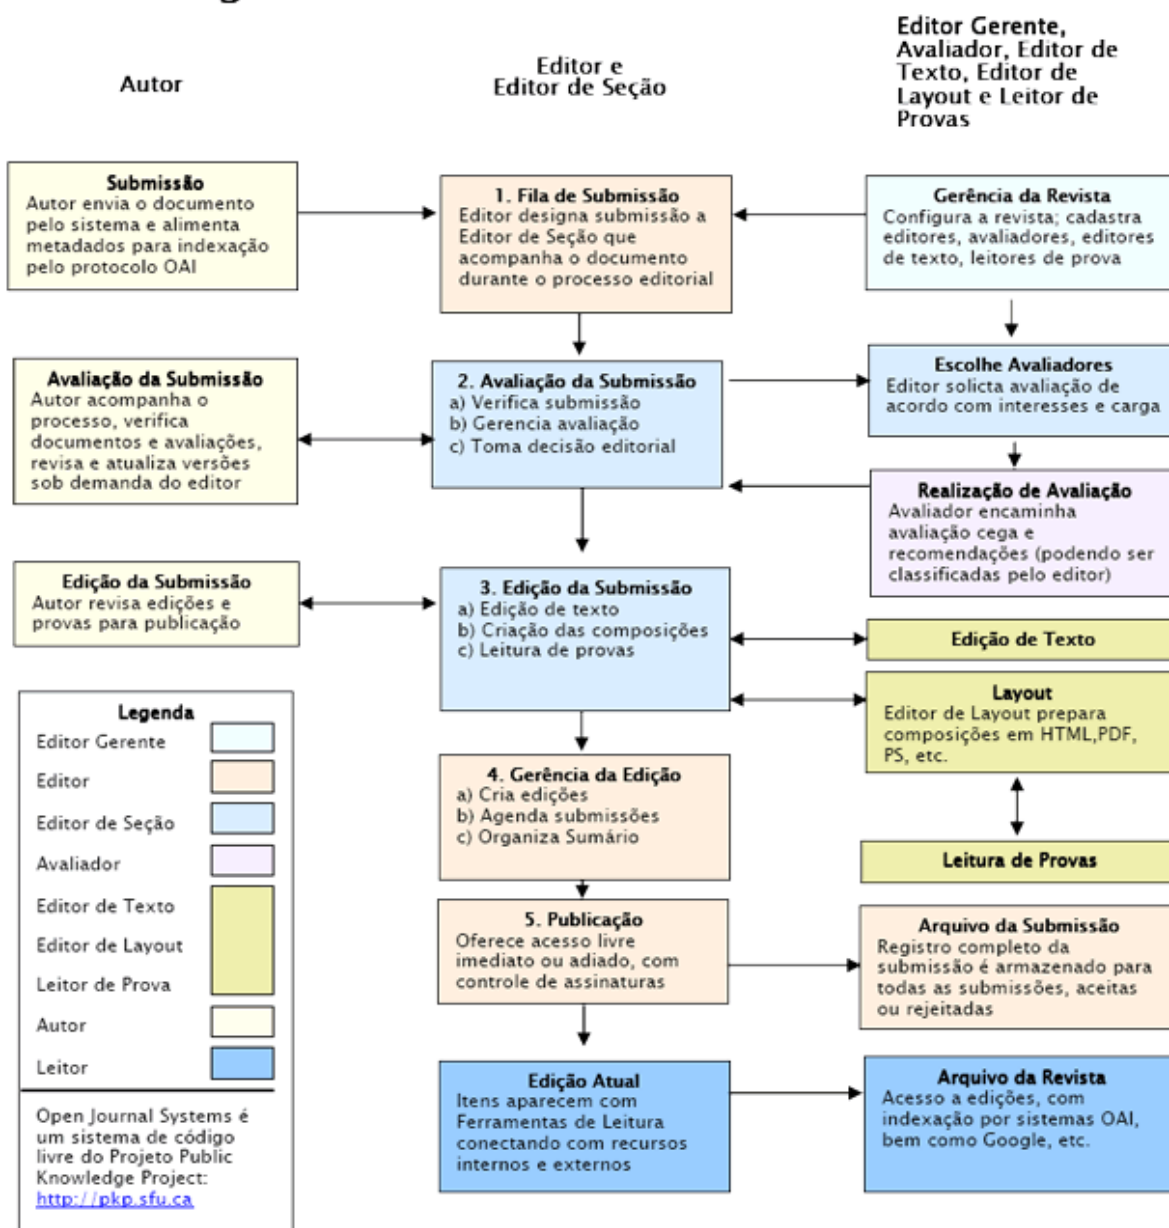 Autor
Editor e
Editor de Seção
Editor Gerente,
Avaliador, Editor de
Texto, Editor de
Layout e Leitor de
Provas
Submissão
Autor envia o documento
pelo sistema e alimenta
metadados para indexação
pelo protocolo OAI
1. Fila de Submissão
Editor designa submissão a
Editor de Seção que
acompanha o documento
durante o processo editorial
Gerência da Revista
Configura a revista; cadastra
editores, avaliadores, editores
de texto, leitores de prova
Avaliação da Submissão
Autor acompanha o
processo, verifica
documentos e avaliações,
revisa e atualiza versões
sob demanda do editor
2. Avaliação da Submissão
a) Verifica submissão
b) Gerencia avaliação
c) Toma decisão editorial
Escolhe Avaliadores
Editor solicta avaliação de
acordo com interesses e carga
Realização de Avaliação
Avaliador encaminha
avaliação cega e
recomendações (podendo ser
classificadas pelo editor)
Edição da Submissão
Autor revisa edições e
provas para publicação
3. Edição da Submissão
a) Edição de texto
b) Criação das composições
c) Leitura de provas
Edição de Texto
Layout
Editor de Layout prepara
composições em HTML,PDF,
PS, etc.
Leitura de Provas
4. Gerência da Edição
a) Cria edições
b) Agenda submissões
c) Organiza Sumário
5. Publicação
Oferece acesso livre
imediato ou adiado, com
controle de assinaturas
Arquivo da Submissão
Registro completo da
submissão é armazenado para
todas as submissões, aceitas
ou rejeitadas
Edição Atual
Itens aparecem com
Ferramentas de Leitura
conectando com recursos
internos e externos
Arquivo da Revista
Acesso a edições, com
indexação por sistemas OAI,
bem como Google, etc.
Legenda
Editor Gerente
Editor
Editor de Seção
Avaliador
Editor de Texto
Editor de Layout
Leitor de Prova
Autor
Leitor
Open Journal Systems é
um sistema de código
livre do Projeto Public
Knowledge Project:
http://pkp.sfu.ca